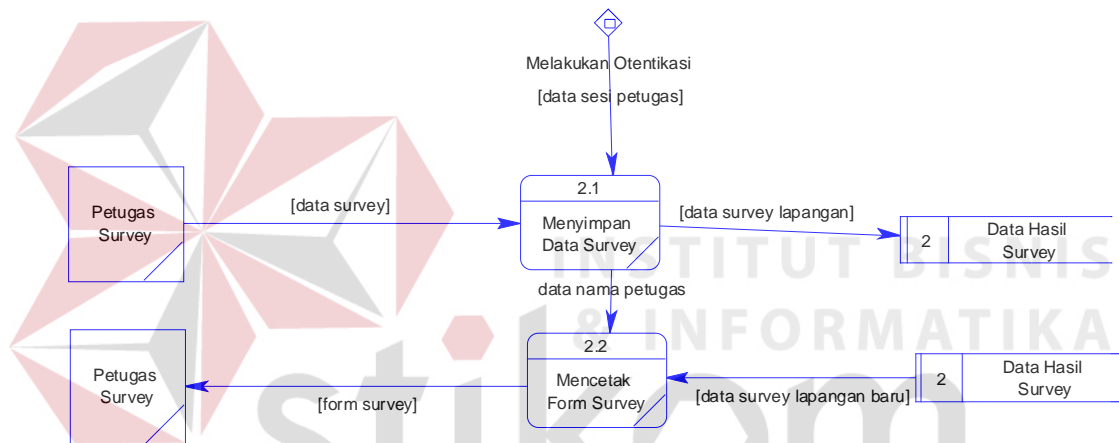 Melakukan Otentikasi
[data sesi petugas]
Petugas
Survey
[data survey]
2.1
Menyimpan
Data Survey
[data survey lapangan]
2
Data Hasil
Survey
INSTITUT BISNIS
data nama petugas
& INFORMATIKA
Petugas
Survey
[form survey]
2.2
Mencetak
Form Survey
[data survey lapangan baru]
2
Data Hasil
Survey
stikom